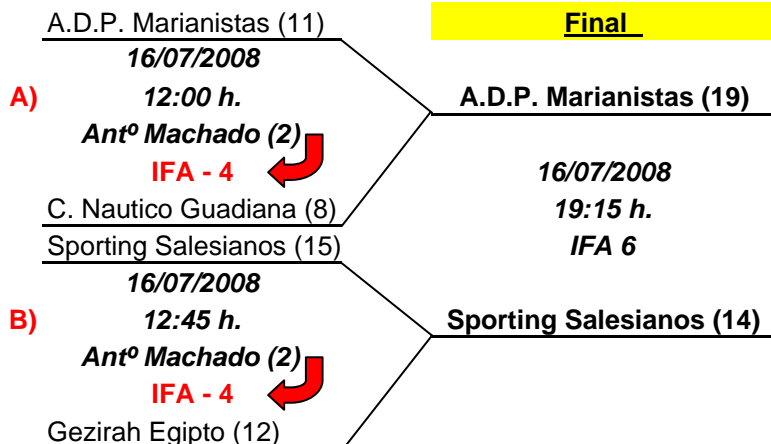 A.D.P. Marianistas (11)
Final
16/07/2008
A)
12:00 h.
A.D.P. Marianistas (19)
Antº Machado (2)
IFA - 4
16/07/2008
C. Nautico Guadiana (8)
19:15 h.
Sporting Salesianos (15)
IFA 6
16/07/2008
B)
12:45 h.
Sporting Salesianos (14)
Antº Machado (2)
IFA - 4
Gezirah Egipto (12)